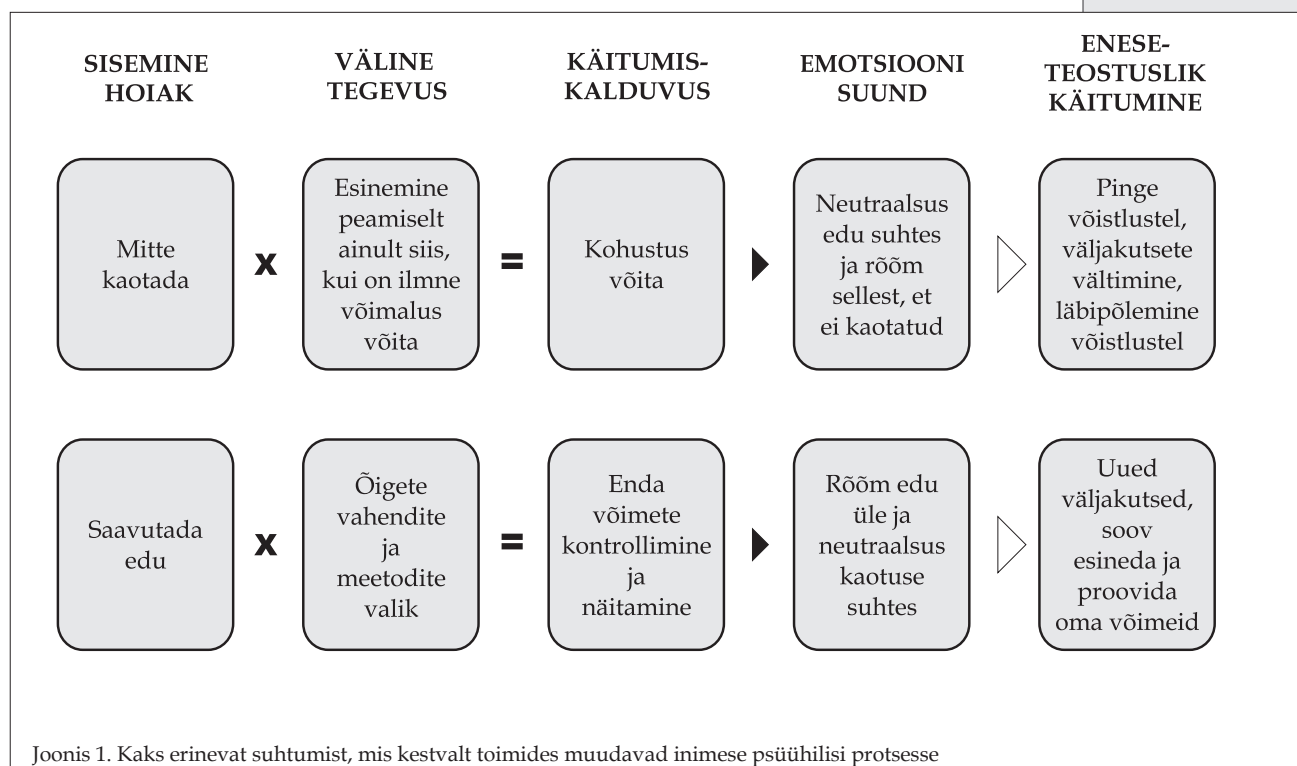 SISEMINE
HOIAK
VÄLINE
TEGEVUS
KÄITUMIS-
KALDUVUS
EMOTSIOONI
SUUND
ENESE-
TEOSTUSLIK
KÄITUMINE
Mitte
kaotada
x
Esinemine
peamiselt
ainult siis,
kui on ilmne
võimalus
võita
=
Kohustus
võita
Neutraalsus
edu suhtes
ja rõõm
sellest, et
ei kaotatud
Pinge
võistlustel,
väljakutsete
vältimine,
läbipõlemine
võistlustel
Saavutada
edu
x
Õigete
vahendite
ja
meetodite
valik
=
Enda
võimete
kontrollimine
ja
näitamine
Rõõm edu
üle ja
neutraalsus
kaotuse
suhtes
Uued
väljakutsed,
soov
esineda ja
proovida
oma võimeid
Joonis 1. Kaks erinevat suhtumist, mis kestvalt toimides muudavad inimese psüühilisi protsesse